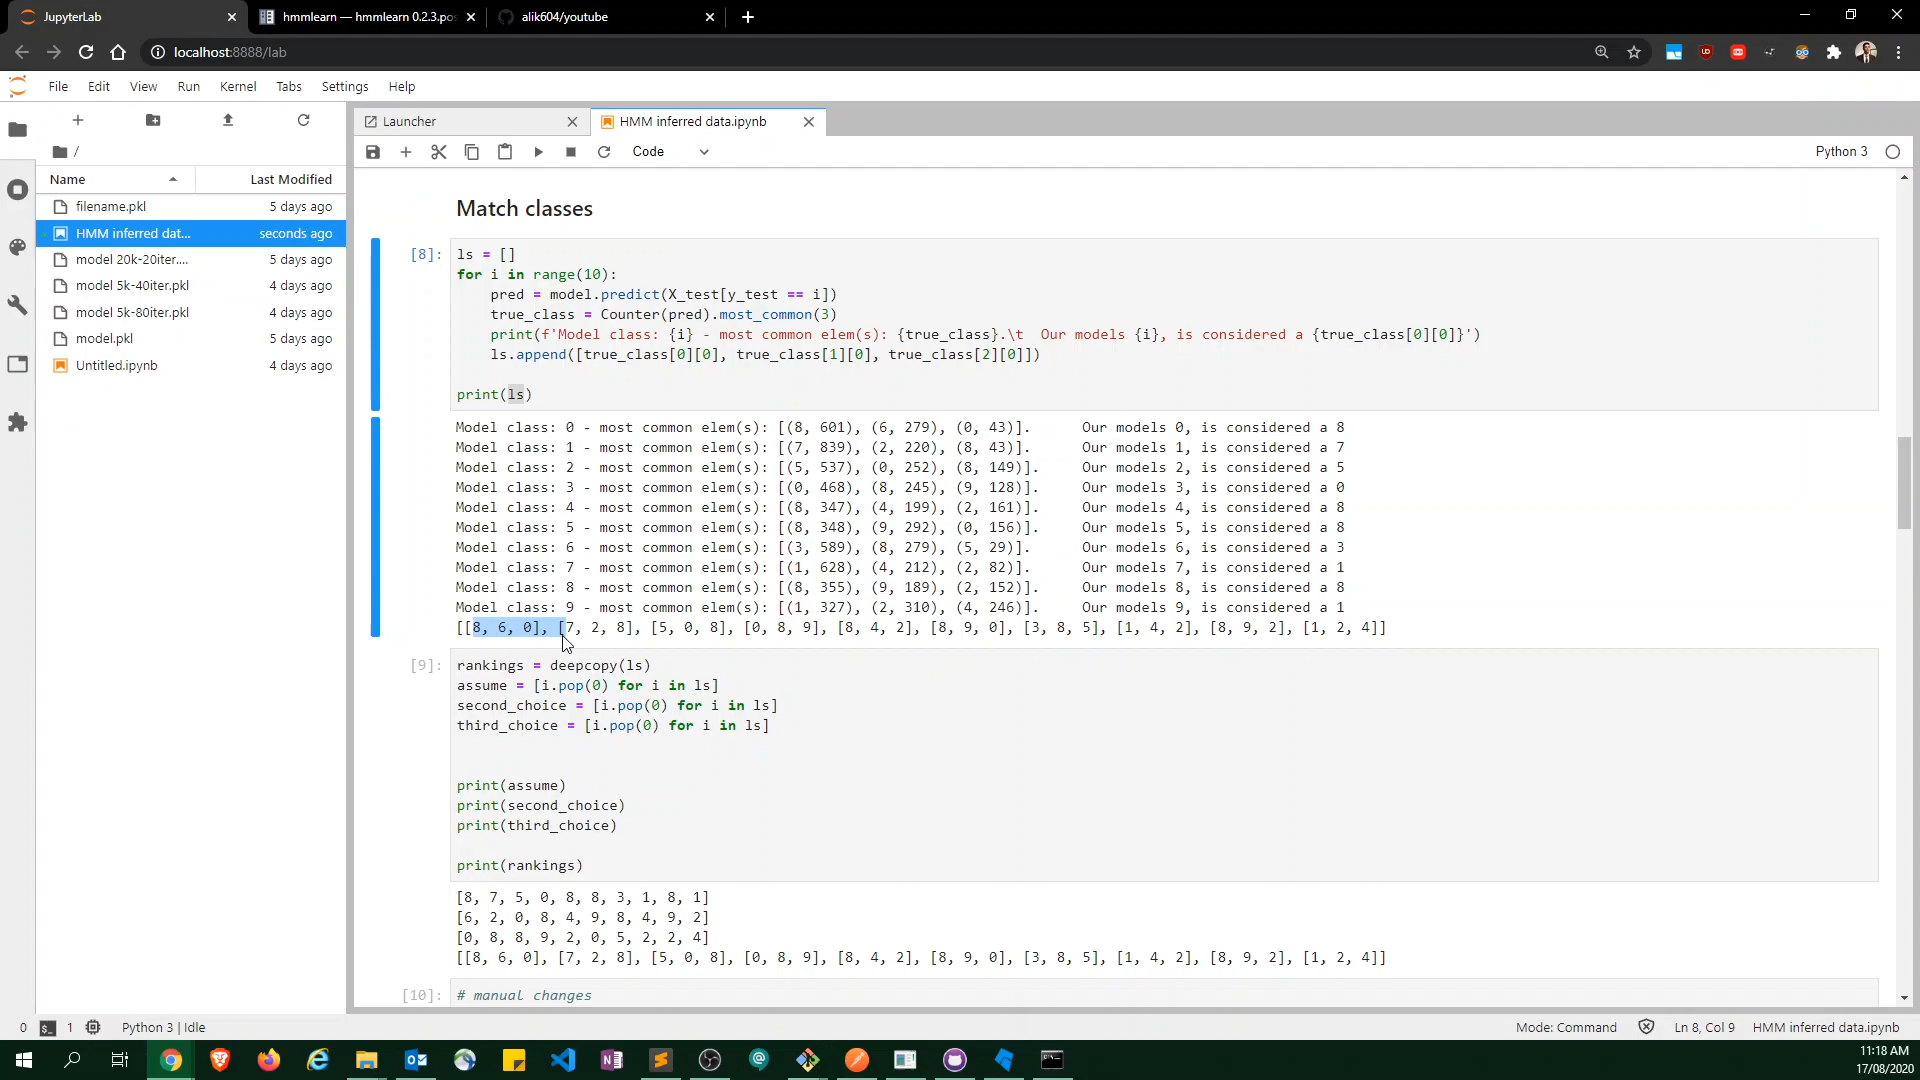 JupyterLab
hmmlearn — hmmlearn 0.2.3.pos
alik604/youtube
localhost:8888/lab
File Edit View Run Kernel Tabs Settings Help
Launcher
HMM inferred data.ipynb
Code
Python 3
/
Name Last Modified
filename.pkl 5 days ago
HMM inferred dat... seconds ago
model 20k-20iter.... 5 days ago
model 5k-40iter.pkl 4 days ago
model 5k-80iter.pkl 4 days ago
model.pkl 5 days ago
Untitled.ipynb 4 days ago
Match classes
[8]: ls = []
for i in range(10):
    pred = model.predict(X_test[y_test == i])
    true_class = Counter(pred).most_common(3)
    print(f'Model class: {i} - most common elem(s): {true_class}.\t  Our models {i}, is considered a {true_class[0][0]}')
    ls.append([true_class[0][0], true_class[1][0], true_class[2][0]])
print(ls)
Model class: 0 - most common elem(s): [(8, 601), (6, 279), (0, 43)]. Our models 0, is considered a 8
Model class: 1 - most common elem(s): [(7, 839), (2, 220), (8, 43)]. Our models 1, is considered a 7
Model class: 2 - most common elem(s): [(5, 537), (0, 252), (8, 149)]. Our models 2, is considered a 5
Model class: 3 - most common elem(s): [(0, 468), (8, 245), (9, 128)]. Our models 3, is considered a 0
Model class: 4 - most common elem(s): [(8, 347), (4, 199), (2, 161)]. Our models 4, is considered a 8
Model class: 5 - most common elem(s): [(8, 348), (9, 292), (0, 156)]. Our models 5, is considered a 8
Model class: 6 - most common elem(s): [(3, 589), (8, 279), (5, 29)]. Our models 6, is considered a 3
Model class: 7 - most common elem(s): [(1, 628), (4, 212), (2, 82)]. Our models 7, is considered a 1
Model class: 8 - most common elem(s): [(8, 355), (9, 189), (2, 152)]. Our models 8, is considered a 8
Model class: 9 - most common elem(s): [(1, 327), (2, 310), (4, 246)]. Our models 9, is considered a 1
[[8, 6, 0], [7, 2, 8], [5, 0, 8], [0, 8, 9], [8, 4, 2], [8, 9, 0], [3, 8, 5], [1, 4, 2], [8, 9, 2], [1, 2, 4]]
[9]: rankings = deepcopy(ls)
assume = [i.pop(0) for i in ls]
second_choice = [i.pop(0) for i in ls]
third_choice = [i.pop(0) for i in ls]
print(assume)
print(second_choice)
print(third_choice)
print(rankings)
[8, 7, 5, 0, 8, 8, 3, 1, 8, 1]
[6, 2, 0, 8, 4, 9, 8, 4, 9, 2]
[0, 8, 8, 9, 2, 0, 5, 2, 2, 4]
[[8, 6, 0], [7, 2, 8], [5, 0, 8], [0, 8, 9], [8, 4, 2], [8, 9, 0], [3, 8, 5], [1, 4, 2], [8, 9, 2], [1, 2, 4]]
[10]: # manual changes
0 1 Python 3 | Idle Mode: Command Ln 8, Col 9 HMM inferred data.ipynb
11:18 AM
17/08/2020